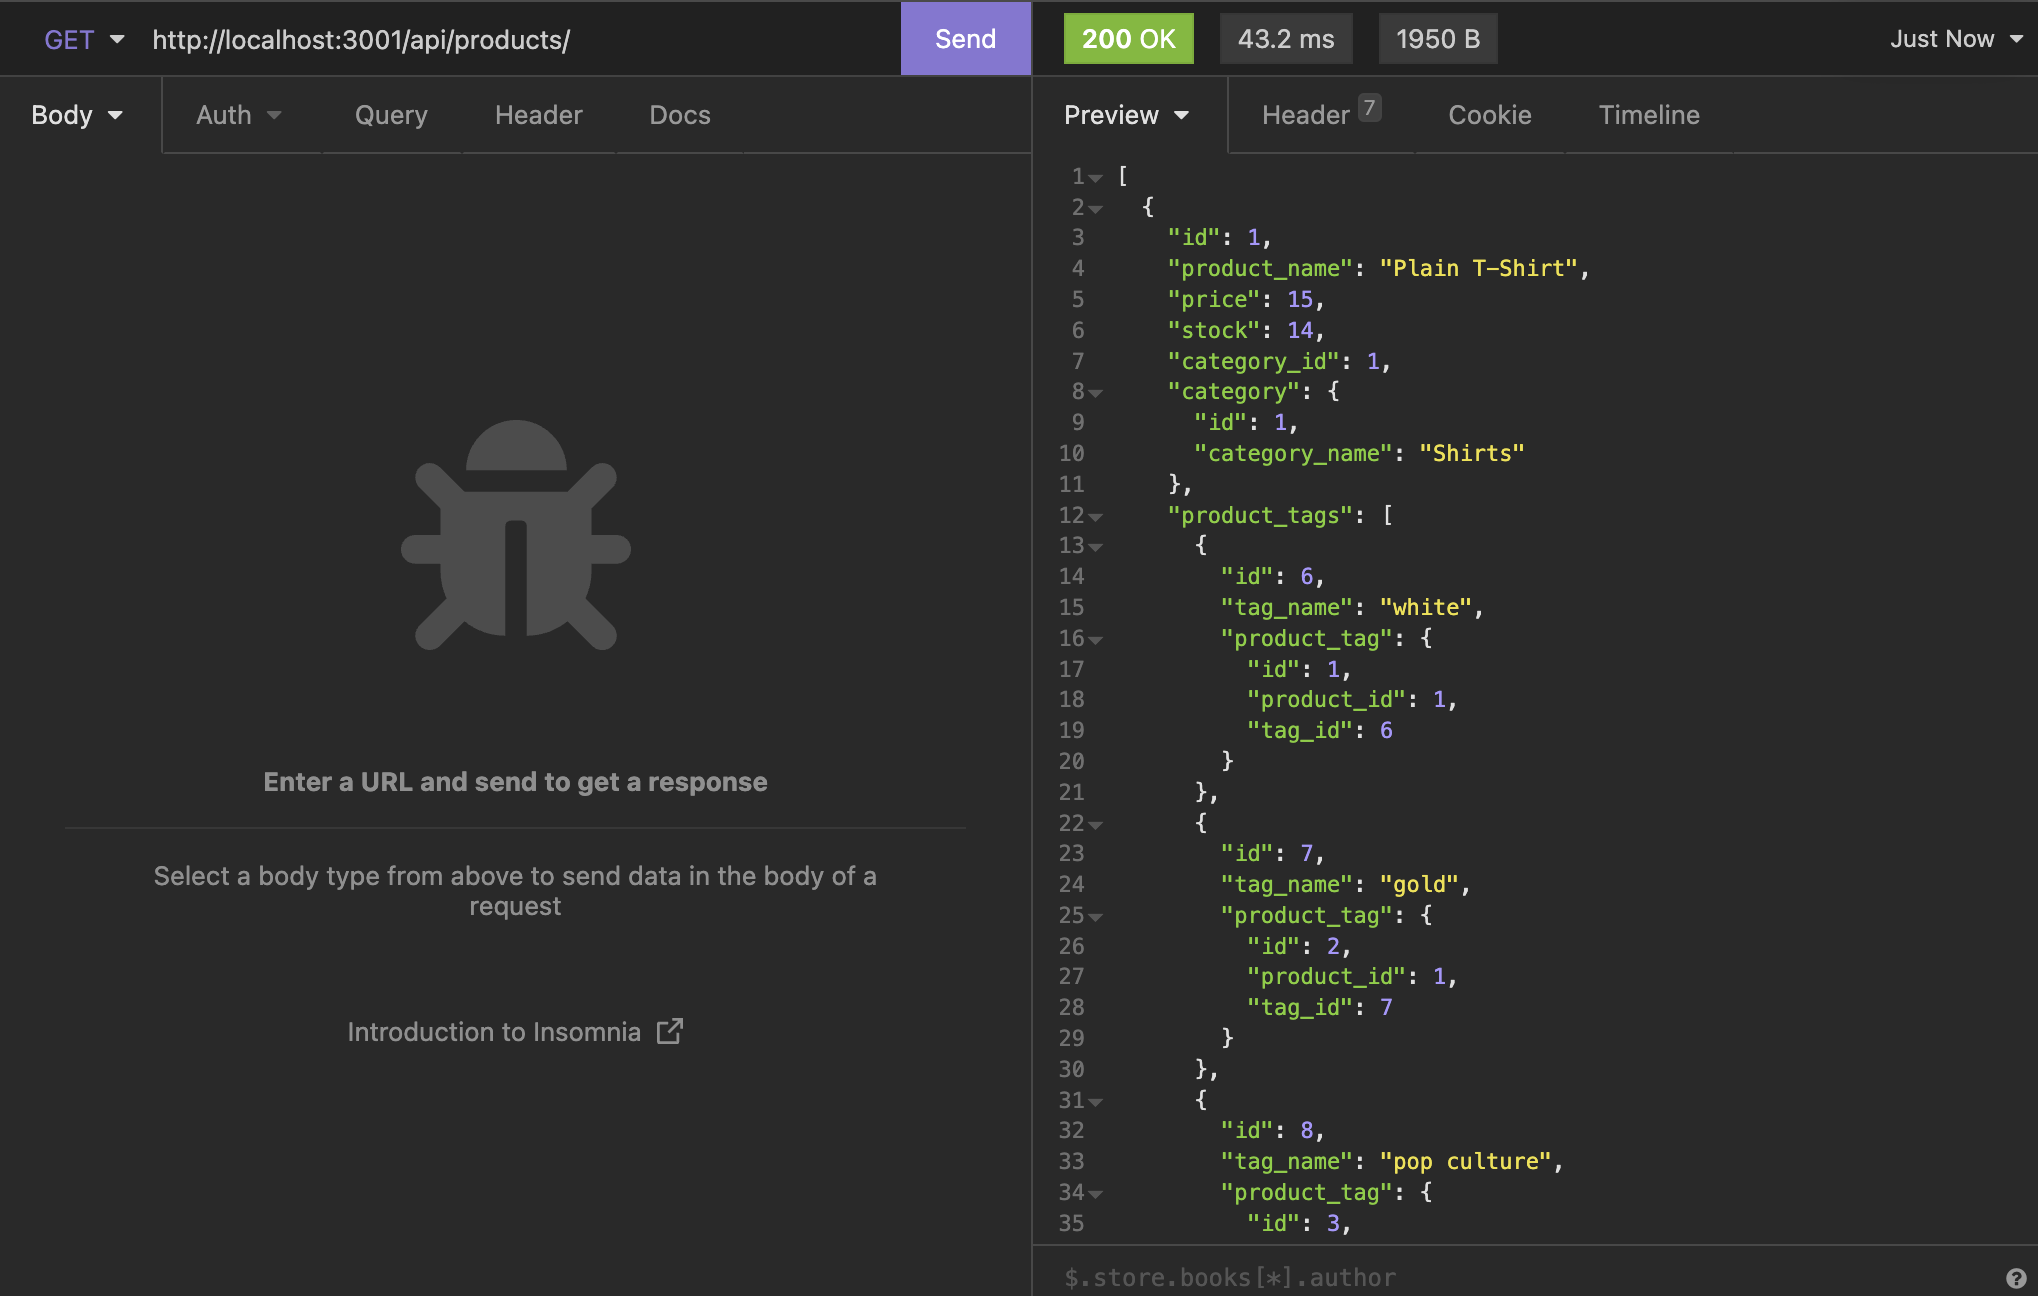 GET http://localhost:3001/api/products/ Send
200 OK 43.2 ms 1950 B Just Now
Body Auth Query Header Docs
Preview Header 7 Cookie Timeline
Enter a URL and send to get a response
Select a body type from above to send data in the body of a
request
Introduction to Insomnia
1 [
2 {
3 "id": 1,
4 "product_name": "Plain T-Shirt",
5 "price": 15,
6 "stock": 14,
7 "category_id": 1,
8 "category": {
9 "id": 1,
10 "category_name": "Shirts"
11 },
12 "product_tags": [
13 {
14 "id": 6,
15 "tag_name": "white",
16 "product_tag": {
17 "id": 1,
18 "product_id": 1,
19 "tag_id": 6
20 }
21 },
22 {
23 "id": 7,
24 "tag_name": "gold",
25 "product_tag": {
26 "id": 2,
27 "product_id": 1,
28 "tag_id": 7
29 }
30 },
31 {
32 "id": 8,
33 "tag_name": "pop culture",
34 "product_tag": {
35 "id": 3,
$.store.books[*].author ?